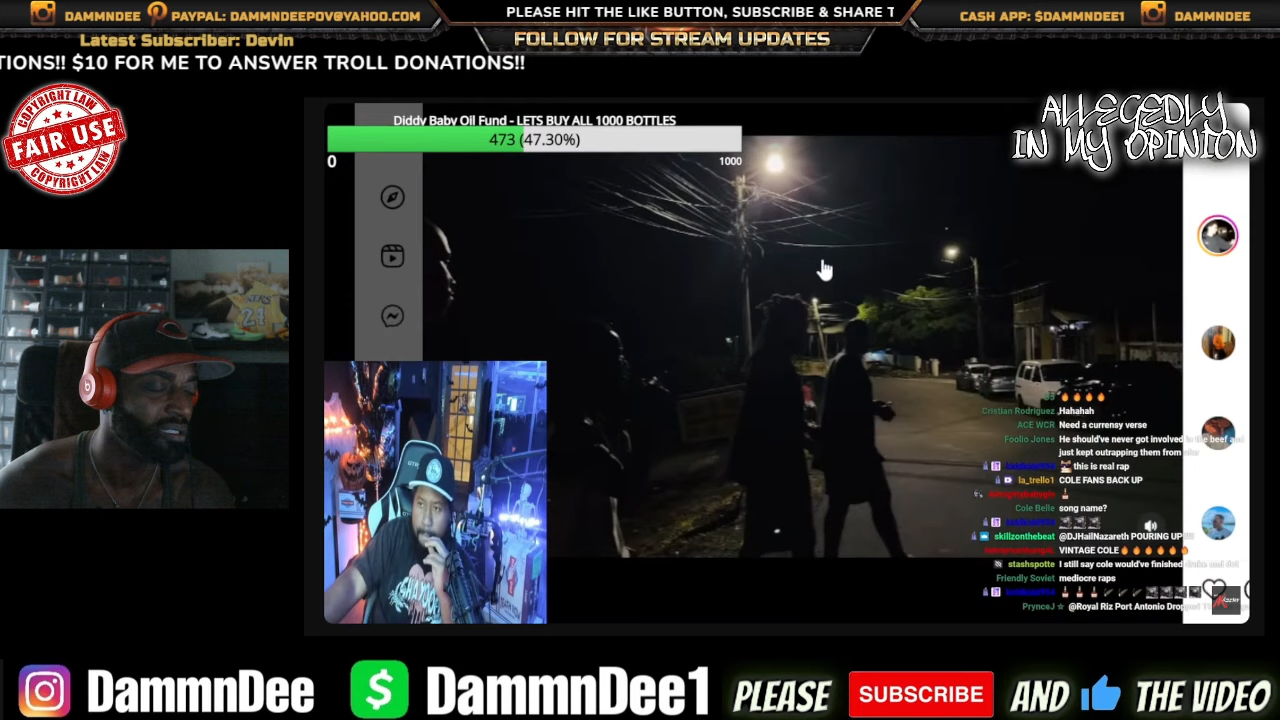 DAMMNDEE
PAYPAL: DAMMNDEEPOV@YAHOO.COM
PLEASE HIT THE LIKE BUTTON, SUBSCRIBE & SHARE T
CASH APP: $DAMMNDEE1
DAMMNDEE
Latest Subscriber: Devin
FOLLOW FOR STREAM UPDATES
TIONS!! $10 FOR ME TO ANSWER TROLL DONATIONS!!
COPYRIGHT LAW
FAIR USE
COPYRIGHT LAW
ALLEGEDLY
IN MY OPINION
Diddy Baby Oil Fund - LETS BUY ALL 1000 BOTTLES
473 (47.30%)
0
1000
24
Cristian Rodriguez Hahahah
ACE WCR Need a currensy verse
Foolio Jones He should've never got involved in the beef and
just kept outrapping them from
this is real rap
la_trello1 COLE FANS BACK UP
Cole Belle song name?
skillzonthebeat @DJHailNazareth POURING UP
VINTAGE COLE
stashspotte I still say cole would've finished
Friendly Soviet mediocre raps
PrynceJ @Royal Riz Port Antonio Dropped
DammnDee
$
DammnDee1
PLEASE
SUBSCRIBE
AND
THE VIDEO